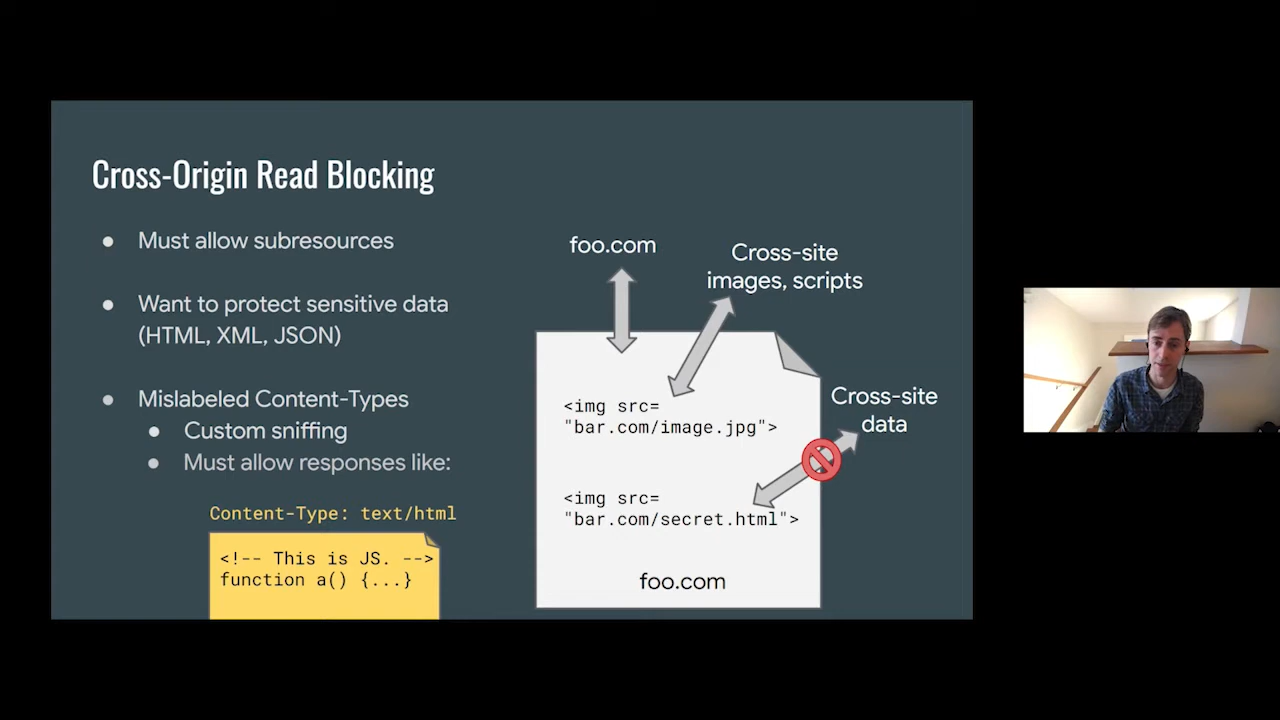 Cross-Origin Read Blocking
● Must allow subresources
● Want to protect sensitive data
(HTML, XML, JSON)
● Mislabeled Content-Types
● Custom sniffing
● Must allow responses like:
Content-Type: text/html
<!-- This is JS. -->
function a() {...}
foo.com
Cross-site
images, scripts
<img src=
"bar.com/image.jpg">
Cross-site
data
<img src=
"bar.com/secret.html">
foo.com